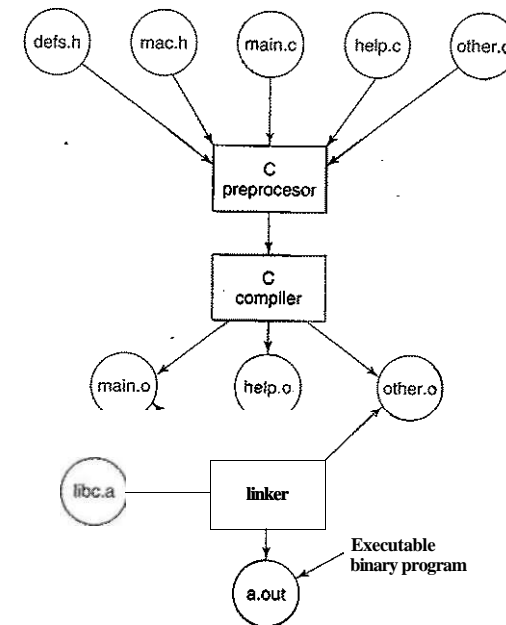 defs.h
mac.h
main.c
help.c
other.c
C
preprocesor
C
compiler
main.o
help.o
other.o
libc.a
linker
Executable
binary program
a.out